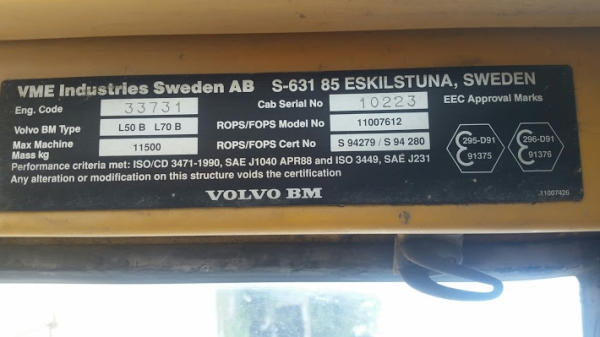 VME Industries Sweden AB S-631 85 ESKILSTUNA, SWEDEN
Eng. Code 33731 Cab Serial No 10223 EEC Approval Marks
Volvo BM Type L50 B L70 B ROPS/FOPS Model No 11007612
Max Machine Mass kg 11500 ROPS/FOPS Cert No S 94279 / S 94 280
ε 295-D91 91375 ε 296-D91 91376
Performance criteria met: ISO/CD 3471-1990, SAE J1040 APR88 and ISO 3449, SAE J231
Any alteration or modification on this structure voids the certification
VOLVO BM
11007426